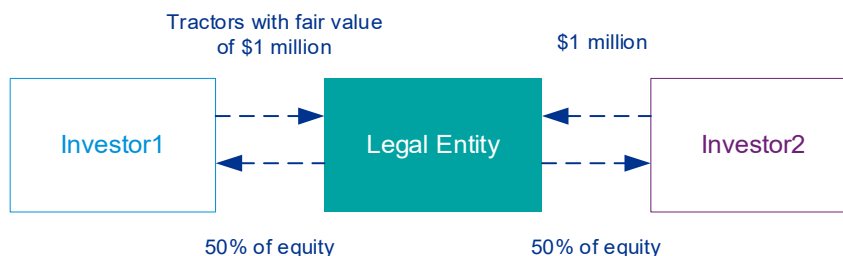 Tractors with fair value
of $1 million
$1 million
Investor1
Legal Entity
Investor2
50% of equity
50% of equity